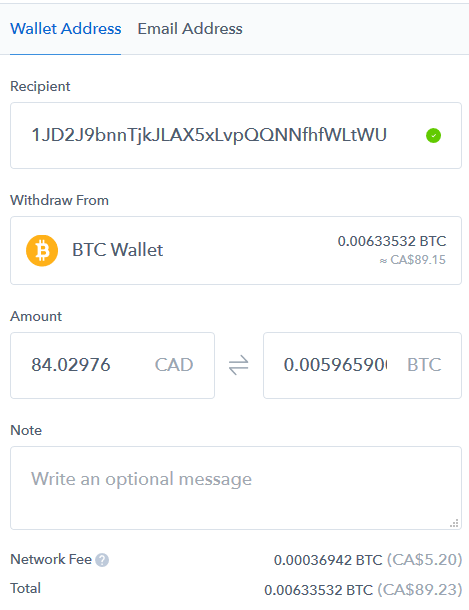 Wallet Address Email Address
Recipient
1JD2J9bnnTjkJLAX5xLvpQQNNfhfWLtWU
Withdraw From
BTC Wallet 0.00633532 BTC
≈ CA$89.15
Amount
84.02976 CAD 0.00596590 BTC
Note
Write an optional message
Network Fee ? 0.00036942 BTC (CA$5.20)
Total 0.00633532 BTC (CA$89.23)